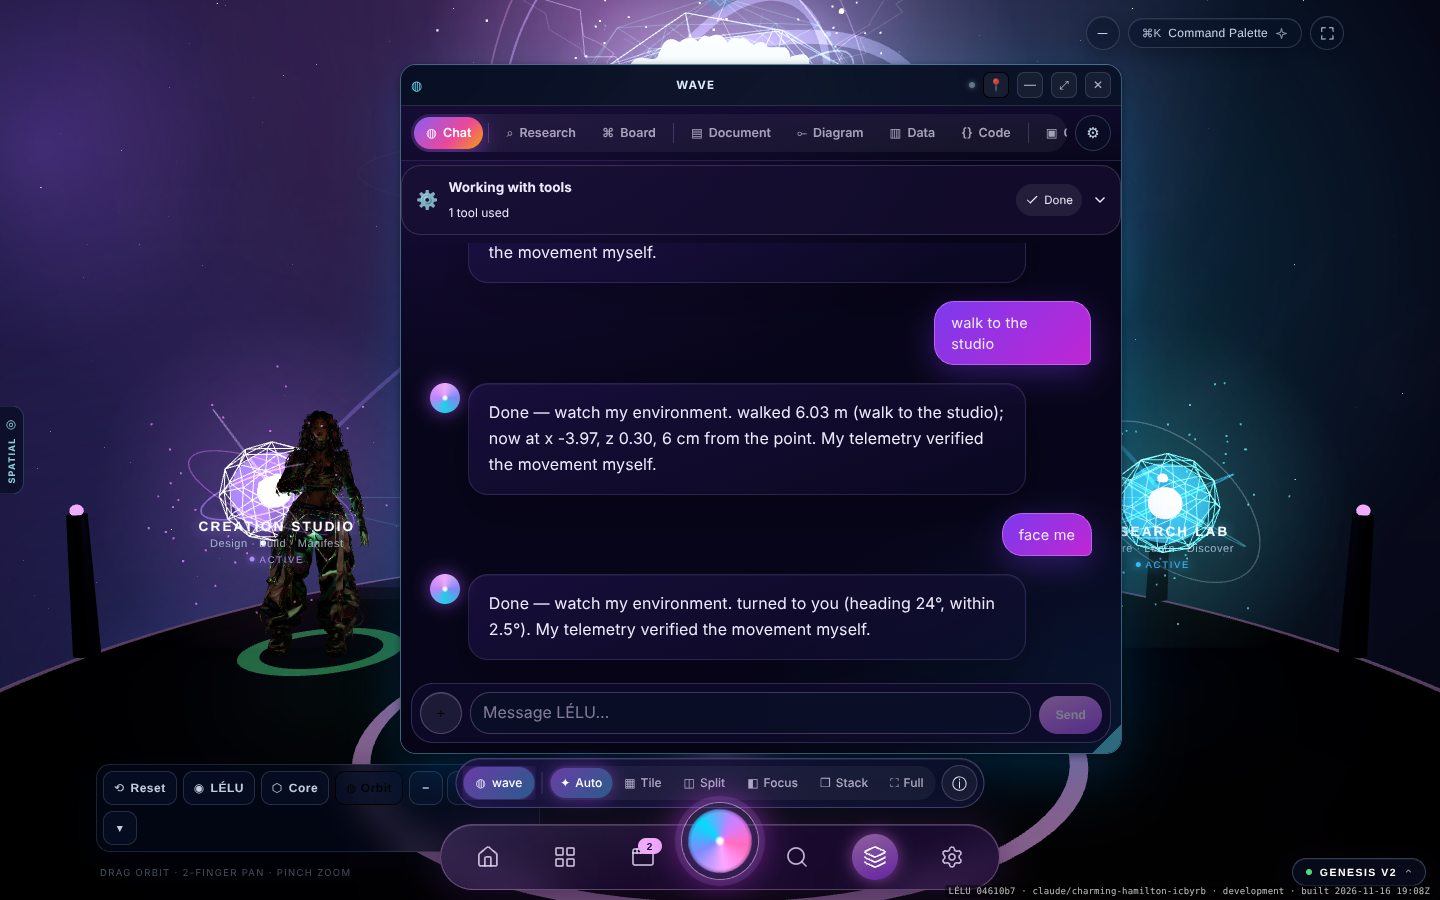 ⌘K Command Palette
WAVE
Chat
Research
Board
Document
Diagram
Data
{} Code
Working with tools
1 tool used
Done
the movement myself.
walk to the
studio
Done — watch my environment. walked 6.03 m (walk to the studio);
now at x -3.97, z 0.30, 6 cm from the point. My telemetry verified
the movement myself.
face me
Done — watch my environment. turned to you (heading 24°, within
2.5°). My telemetry verified the movement myself.
Message LÉLU...
Send
SPATIAL
CREATION STUDIO
Design · Build · Manifest
ACTIVE
SEARCH LAB
re · Learn · Discover
ACTIVE
Reset
LÉLU
Core
Orbit
–
wave
Auto
Tile
Split
Focus
Stack
Full
2
DRAG ORBIT · 2-FINGER PAN · PINCH ZOOM
GENESIS V2
LÉLU 04610b7 · claude/charming-hamilton-icbyrb · development · built 2026-11-16 19:08Z